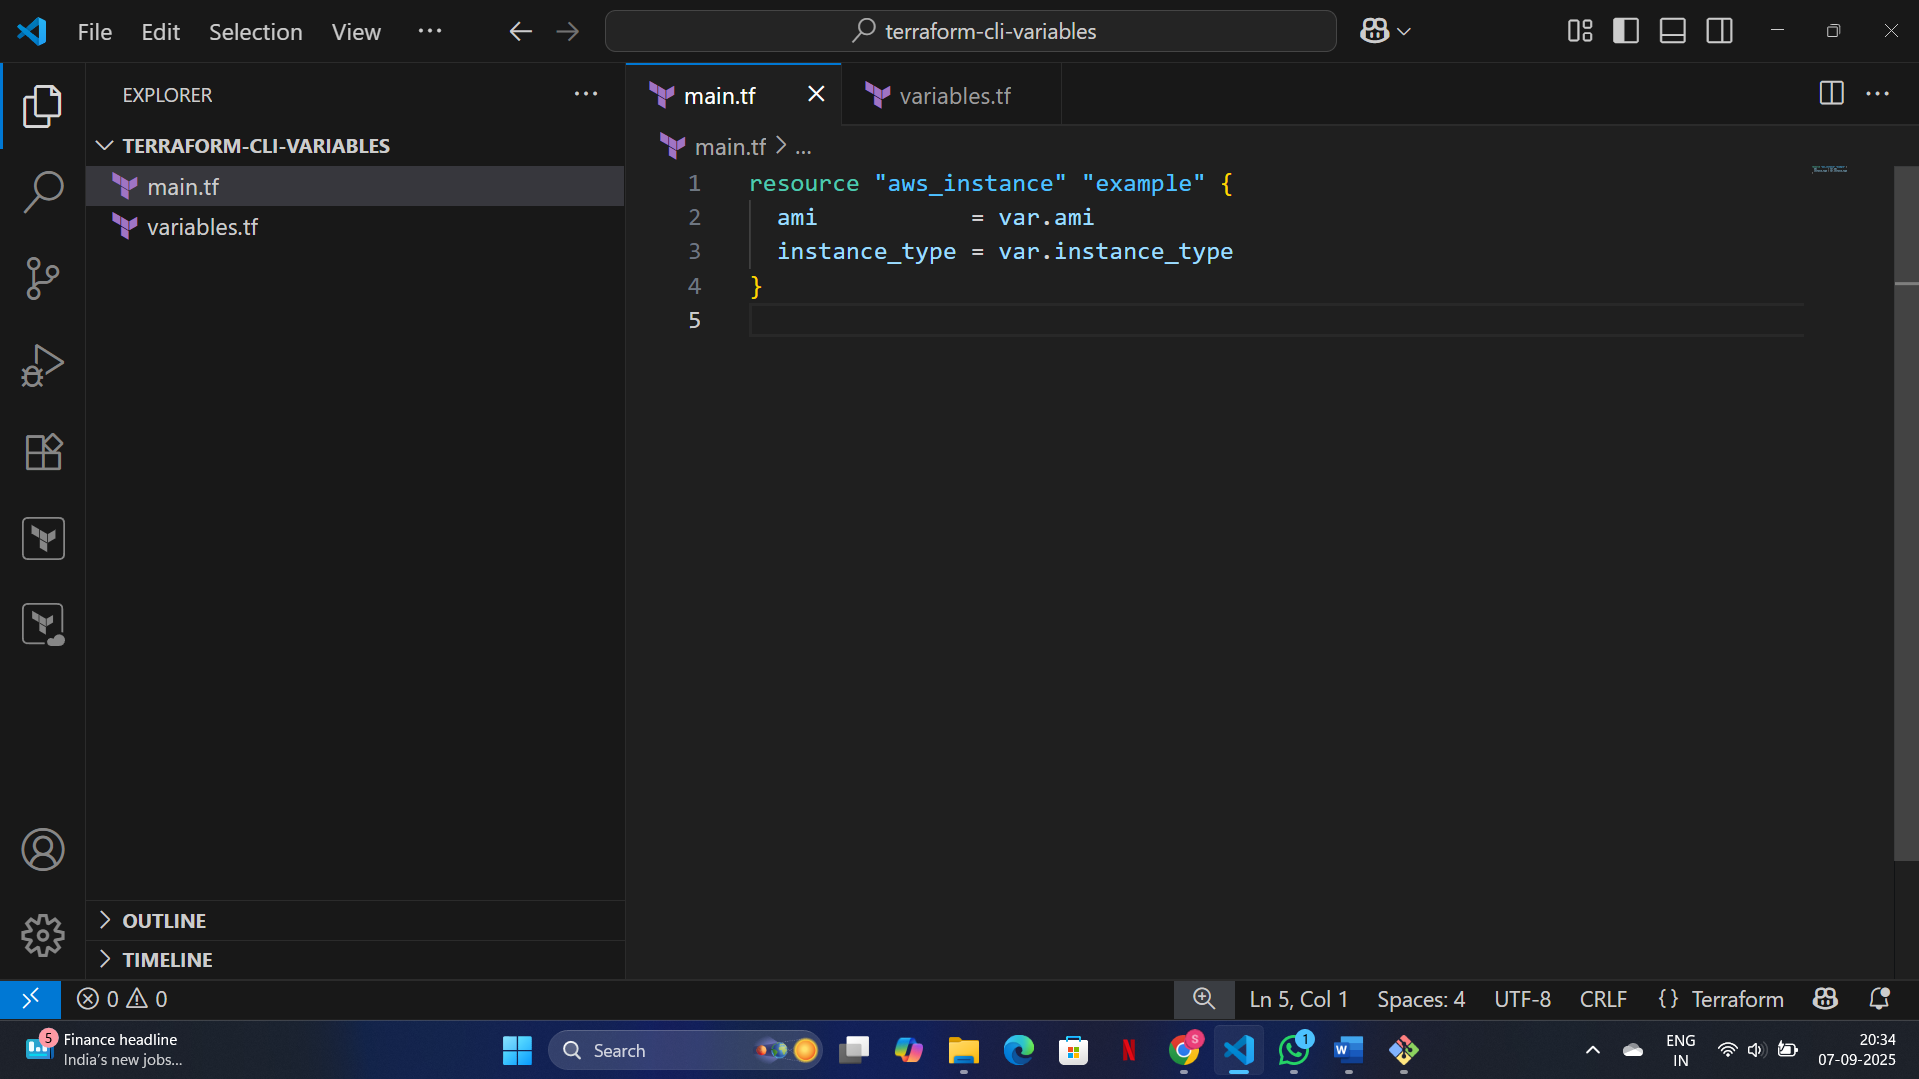 File Edit Selection View
terraform-cli-variables
EXPLORER
TERRAFORM-CLI-VARIABLES
main.tf
variables.tf
OUTLINE
TIMELINE
main.tf
variables.tf
main.tf > ...
1 resource "aws_instance" "example" {
2 ami = var.ami
3 instance_type = var.instance_type
4 }
5
0 0
Ln 5, Col 1 Spaces: 4 UTF-8 CRLF {} Terraform
5
Finance headline
India's new jobs...
Search
S
1
ENG
IN
20:34
07-09-2025